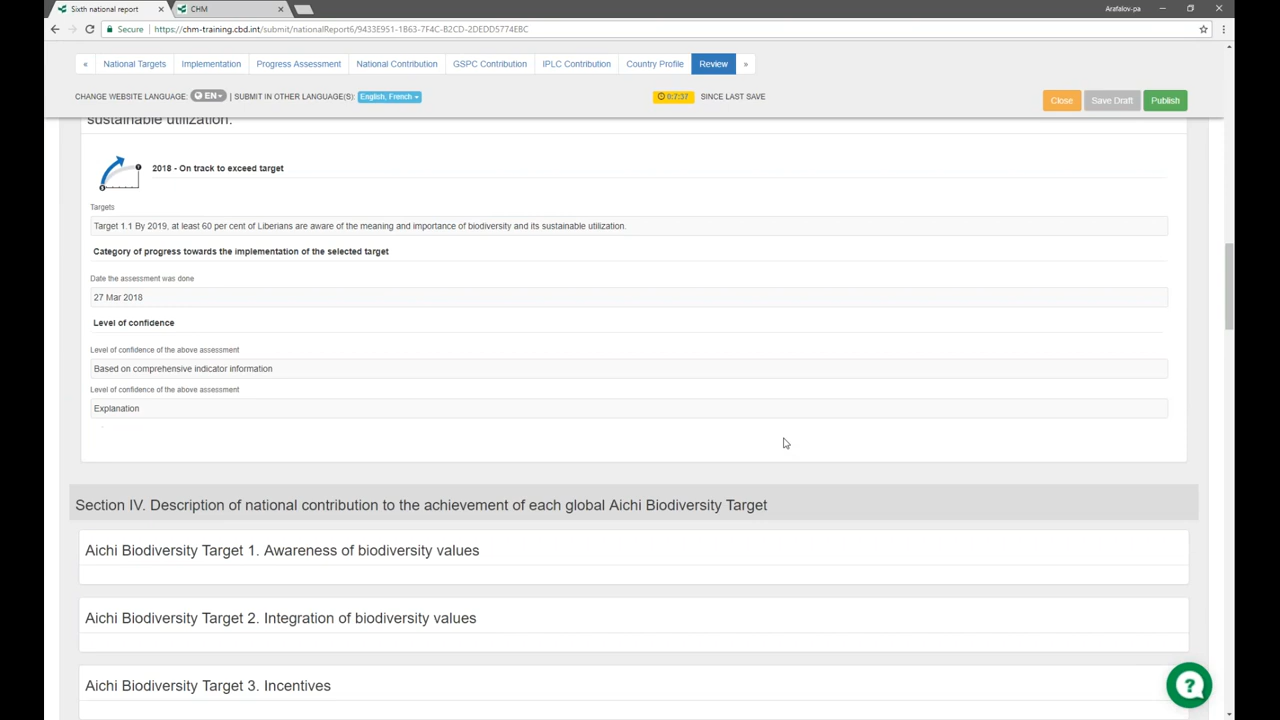 Sixth national report
CHM
Arafalov-pa
Secure
https://chm-training.cbd.int/submit/nationalReport6/9433E951-1B63-7F4C-B2CD-2DEDD5774EBC
«
National Targets
Implementation
Progress Assessment
National Contribution
GSPC Contribution
IPLC Contribution
Country Profile
Review
»
CHANGE WEBSITE LANGUAGE: EN | SUBMIT IN OTHER LANGUAGE(S): English, French
0:7:37 SINCE LAST SAVE
Close
Save Draft
Publish
sustainable utilization.
2018 - On track to exceed target
Targets
Target 1.1 By 2019, at least 60 per cent of Liberians are aware of the meaning and importance of biodiversity and its sustainable utilization.
Category of progress towards the implementation of the selected target
Date the assessment was done
27 Mar 2018
Level of confidence
Level of confidence of the above assessment
Based on comprehensive indicator information
Level of confidence of the above assessment
Explanation
Section IV. Description of national contribution to the achievement of each global Aichi Biodiversity Target
Aichi Biodiversity Target 1. Awareness of biodiversity values
Aichi Biodiversity Target 2. Integration of biodiversity values
Aichi Biodiversity Target 3. Incentives
?